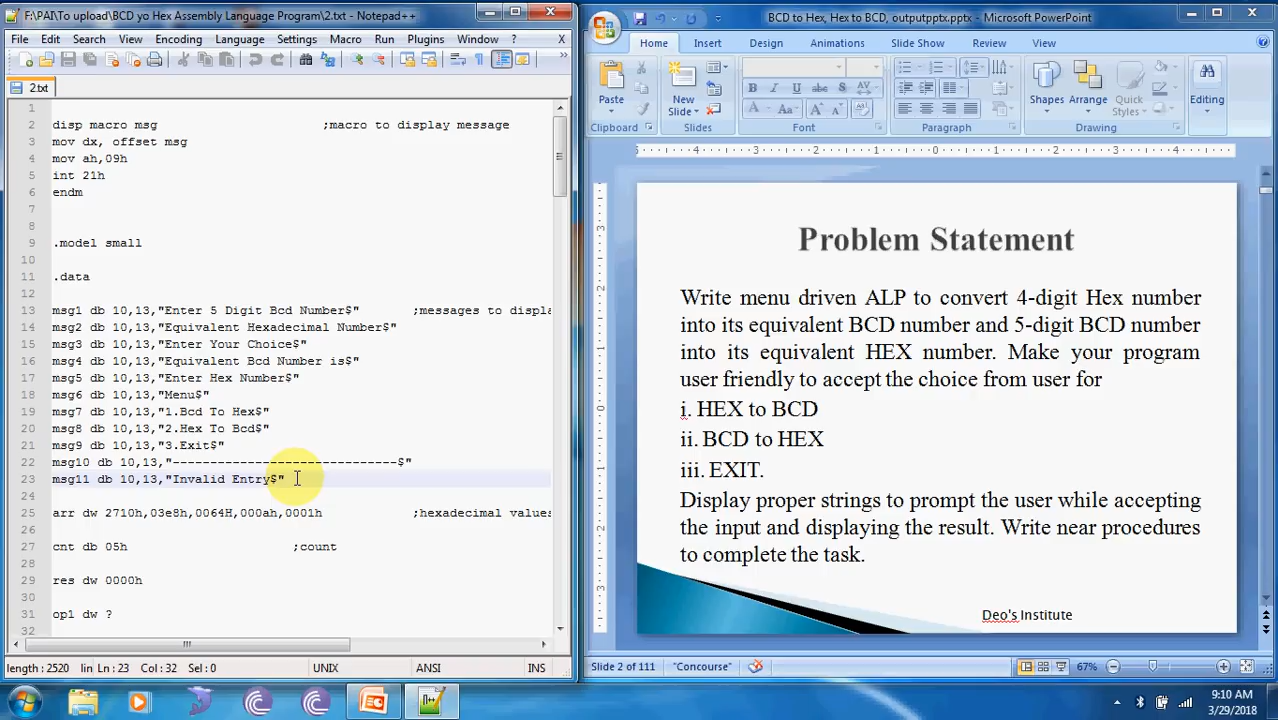 F:\PAI\To upload\BCD yo Hex Assembly Language Program\2.txt - Notepad++
File Edit Search View Encoding Language Settings Macro Run Plugins Window ? X
2.txt
1
2 disp macro msg ;macro to display message
3 mov dx, offset msg
4 mov ah,09h
5 int 21h
6 endm
7
8
9 .model small
10
11 .data
12
13 msg1 db 10,13,"Enter 5 Digit Bcd Number$" ;messages to displa
14 msg2 db 10,13,"Equivalent Hexadecimal Number$"
15 msg3 db 10,13,"Enter Your Choice$"
16 msg4 db 10,13,"Equivalent Bcd Number is$"
17 msg5 db 10,13,"Enter Hex Number$"
18 msg6 db 10,13,"Menu$"
19 msg7 db 10,13,"1.Bcd To Hex$"
20 msg8 db 10,13,"2.Hex To Bcd$"
21 msg9 db 10,13,"3.Exit$"
22 msg10 db 10,13,"------------------------------$"
23 msg11 db 10,13,"Invalid Entry$"
24
25 arr dw 2710h,03e8h,0064H,000ah,0001h ;hexadecimal values
26
27 cnt db 05h ;count
28
29 res dw 0000h
30
31 op1 dw ?
32
length : 2520 lin Ln : 23 Col : 32 Sel : 0 UNIX ANSI INS
BCD to Hex, Hex to BCD, outputpptx.pptx - Microsoft PowerPoint
Home Insert Design Animations Slide Show Review View
Paste New Slide Shapes Arrange Quick Styles Editing
Clipboard Slides Font Paragraph Drawing
Problem Statement
Write menu driven ALP to convert 4-digit Hex number
into its equivalent BCD number and 5-digit BCD number
into its equivalent HEX number. Make your program
user friendly to accept the choice from user for
i. HEX to BCD
ii. BCD to HEX
iii. EXIT.
Display proper strings to prompt the user while accepting
the input and displaying the result. Write near procedures
to complete the task.
Deo's Institute
Slide 2 of 111 "Concourse" 67%
9:10 AM
3/29/2018